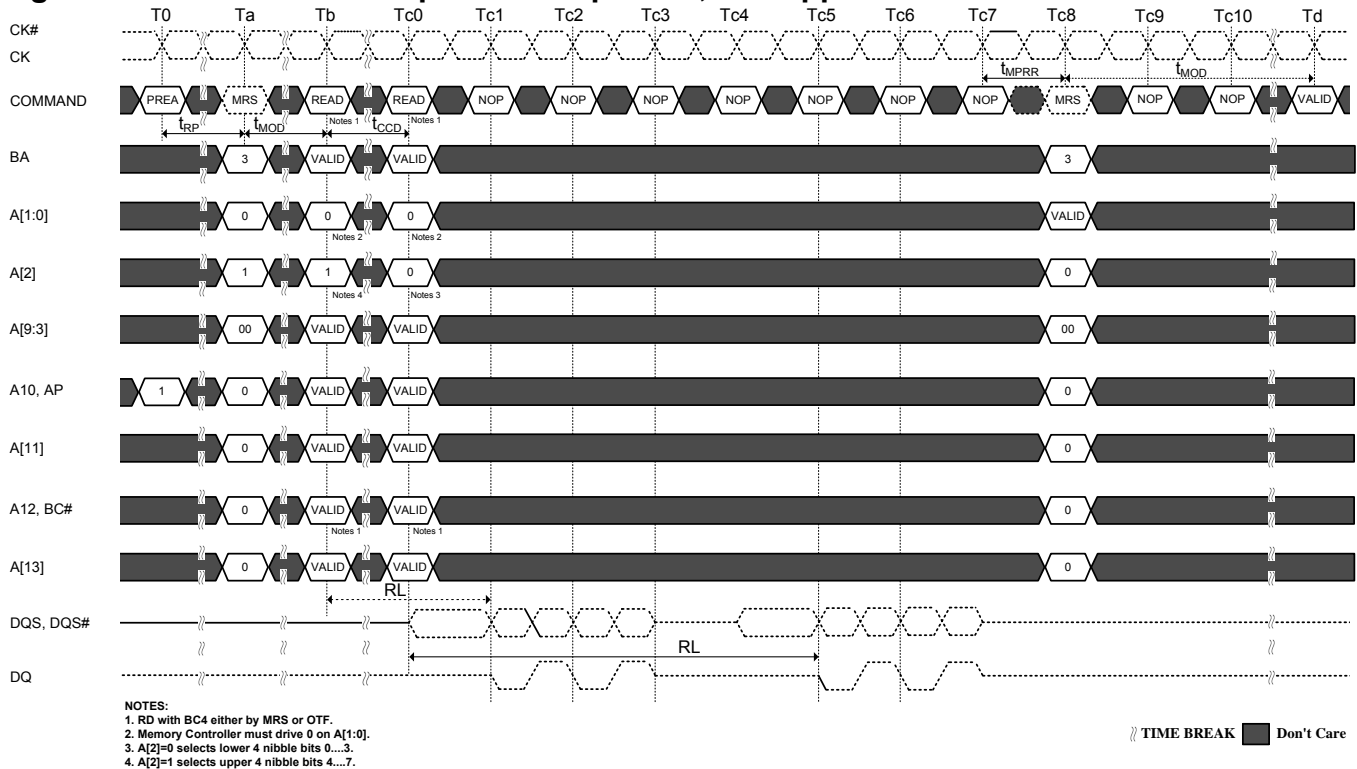 T0 Ta Tb Tc0 Tc1 Tc2 Tc3 Tc4 Tc5 Tc6 Tc7 Tc8 Tc9 Tc10 Td
CK#
CK
tMPRR tMOD
COMMAND PREA MRS READ READ NOP NOP NOP NOP NOP NOP NOP MRS NOP NOP VALID
Notes 1 Notes 1
tRP tMOD tCCD
BA 3 VALID VALID 3
A[1:0] 0 0 0 VALID
Notes 2 Notes 2
A[2] 1 1 0 0
Notes 4 Notes 3
A[9:3] 00 VALID VALID 00
A10, AP 1 0 VALID VALID 0
A[11] 0 VALID VALID 0
A12, BC# 0 VALID VALID 0
Notes 1 Notes 1
A[13] 0 VALID VALID 0
RL
DQS, DQS#
RL
DQ
NOTES:
1. RD with BC4 either by MRS or OTF.
2. Memory Controller must drive 0 on A[1:0].
3. A[2]=0 selects lower 4 nibble bits 0....3.
4. A[2]=1 selects upper 4 nibble bits 4....7.
TIME BREAK Don't Care